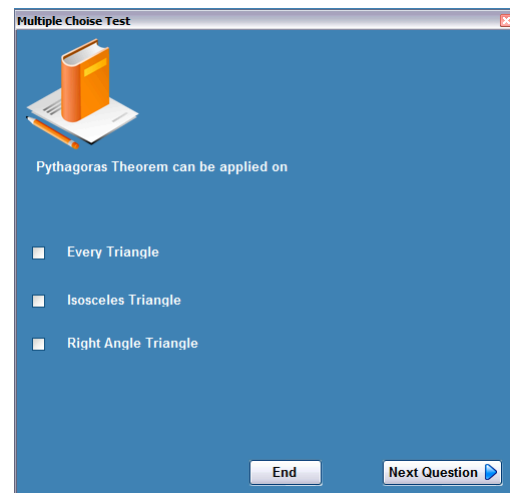 Multiple Choise Test
Pythagoras Theorem can be applied on
Every Triangle
Isosceles Triangle
Right Angle Triangle
End
Next Question